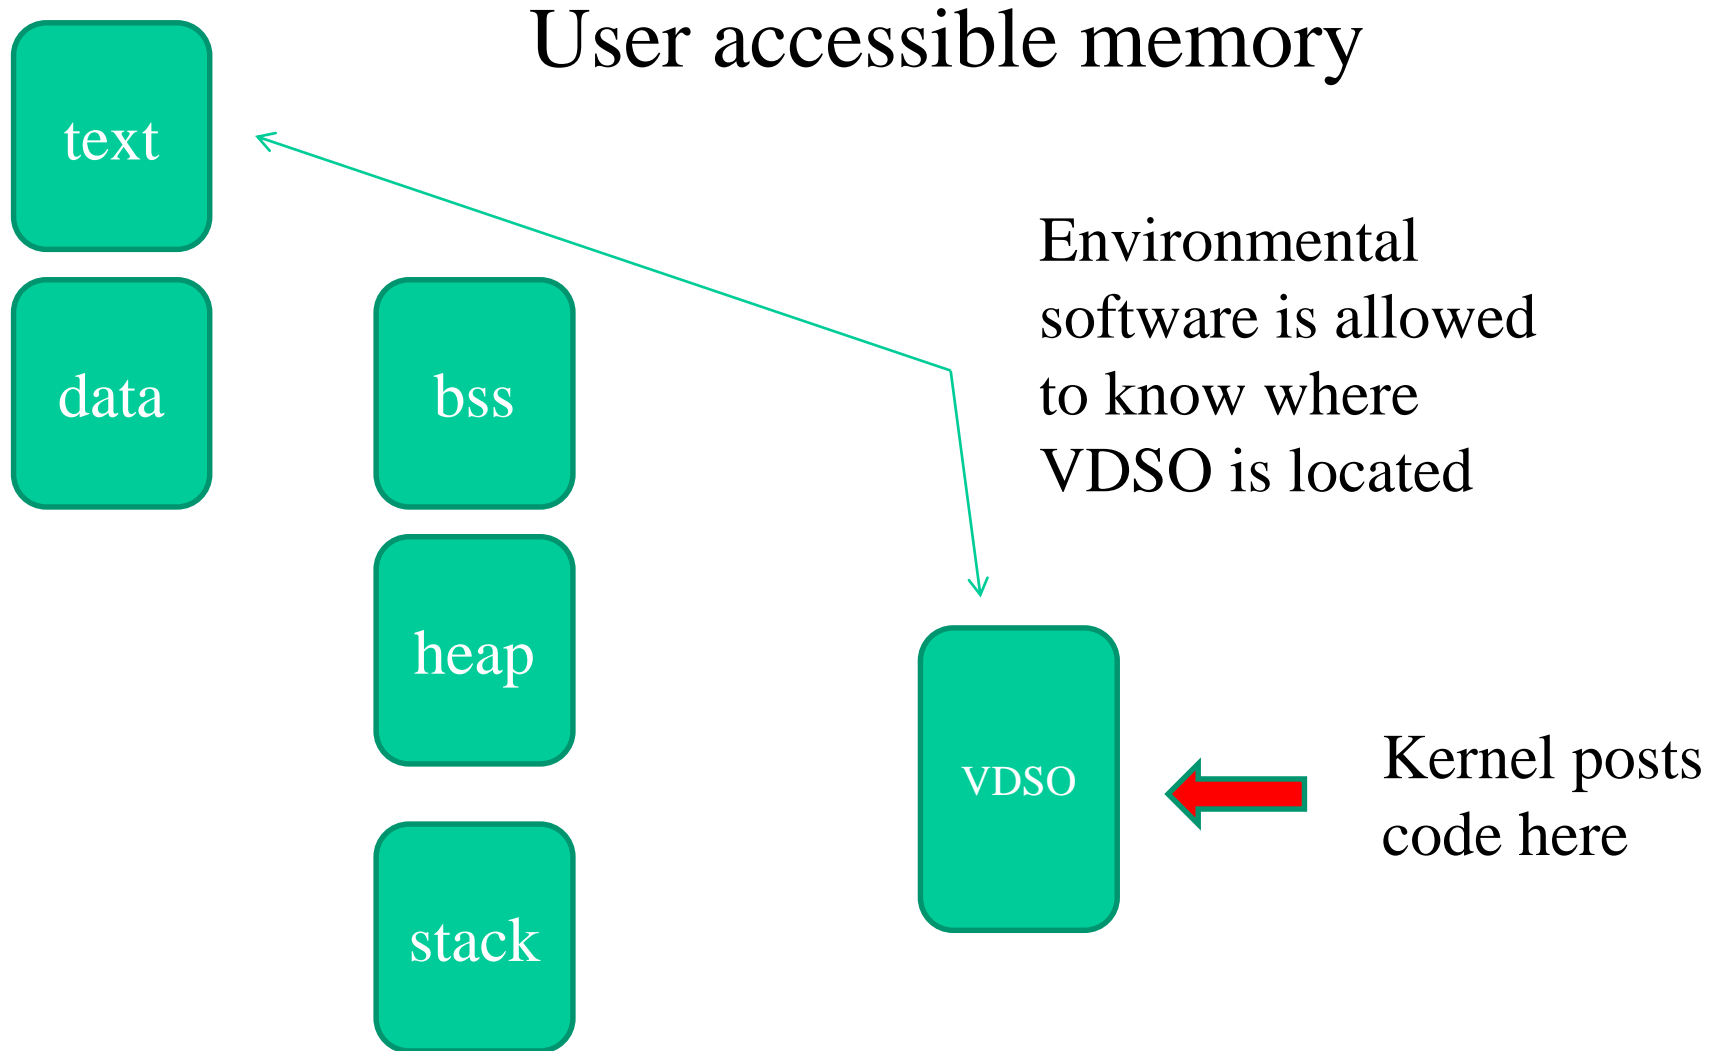 User accessible memory
text
data
bss
heap
stack
Environmental
software is allowed
to know where
VDSO is located
VDSO
Kernel posts
code here